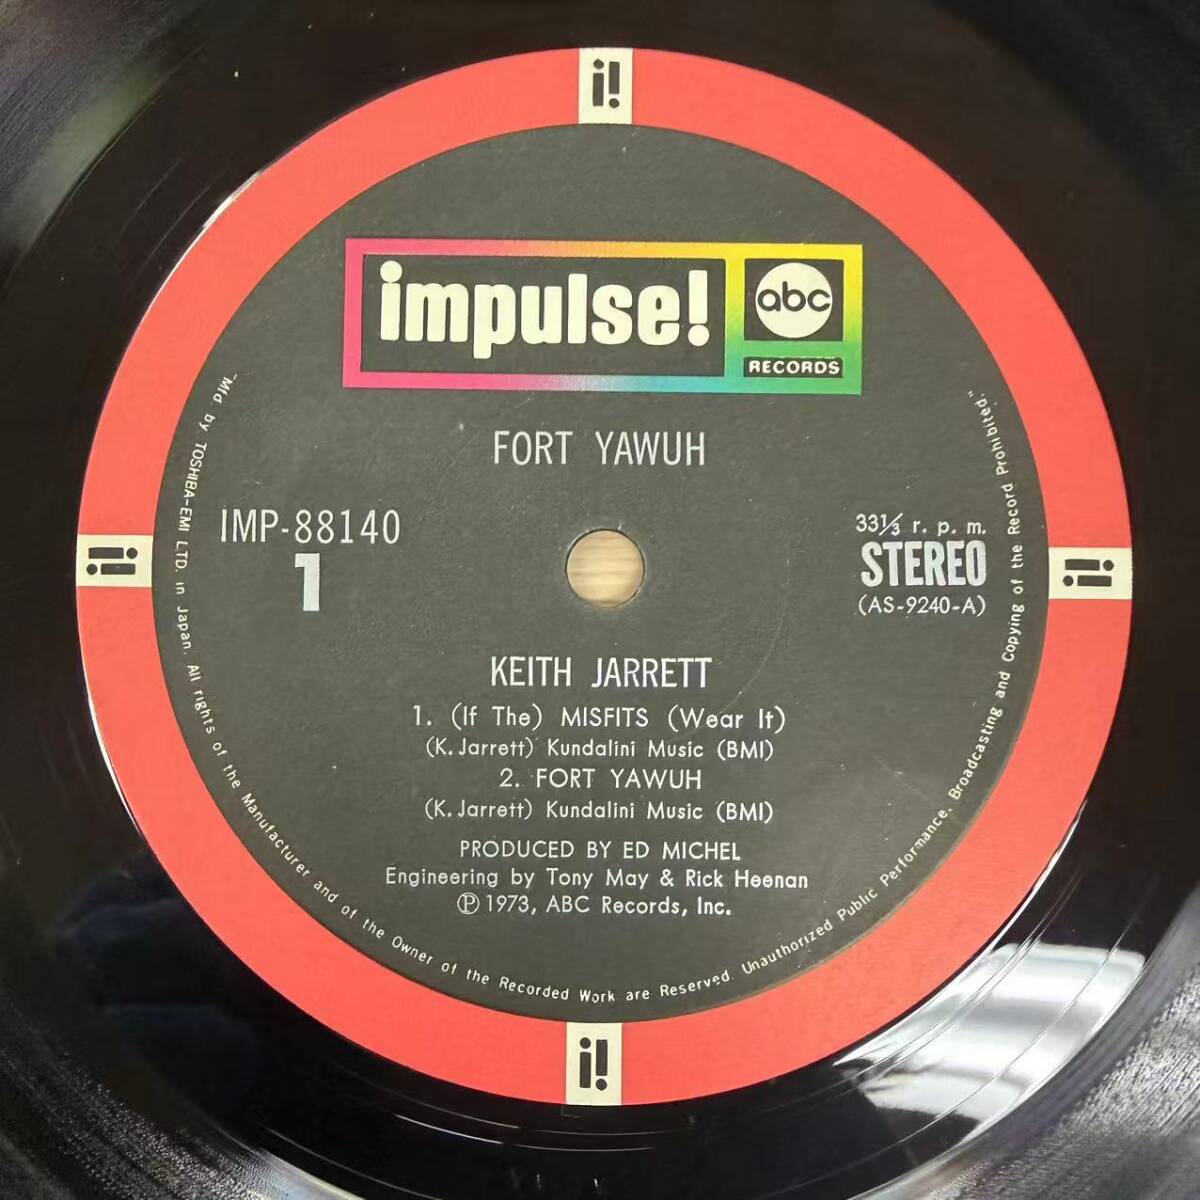 i!
impulse!
abc
RECORDS
FORT YAWUH
IMP-88140
1
33⅓ r. p. m.
STEREO
(AS-9240-A)
i!
i!
KEITH JARRETT
1. (If The) MISFITS (Wear It)
(K. Jarrett) Kundalini Music (BMI)
2. FORT YAWUH
(K. Jarrett) Kundalini Music (BMI)
PRODUCED BY ED MICHEL
Engineering by Tony May & Rick Heenan
Ⓟ 1973, ABC Records, Inc.
"Mfd by TOSHIBA-EMI LTD. in Japan. All rights of the Manufacturer and of the Owner of the Recorded Work are Reserved. Unauthorized Public Performance, Broadcasting and Copying of the Record Prohibited."
i!